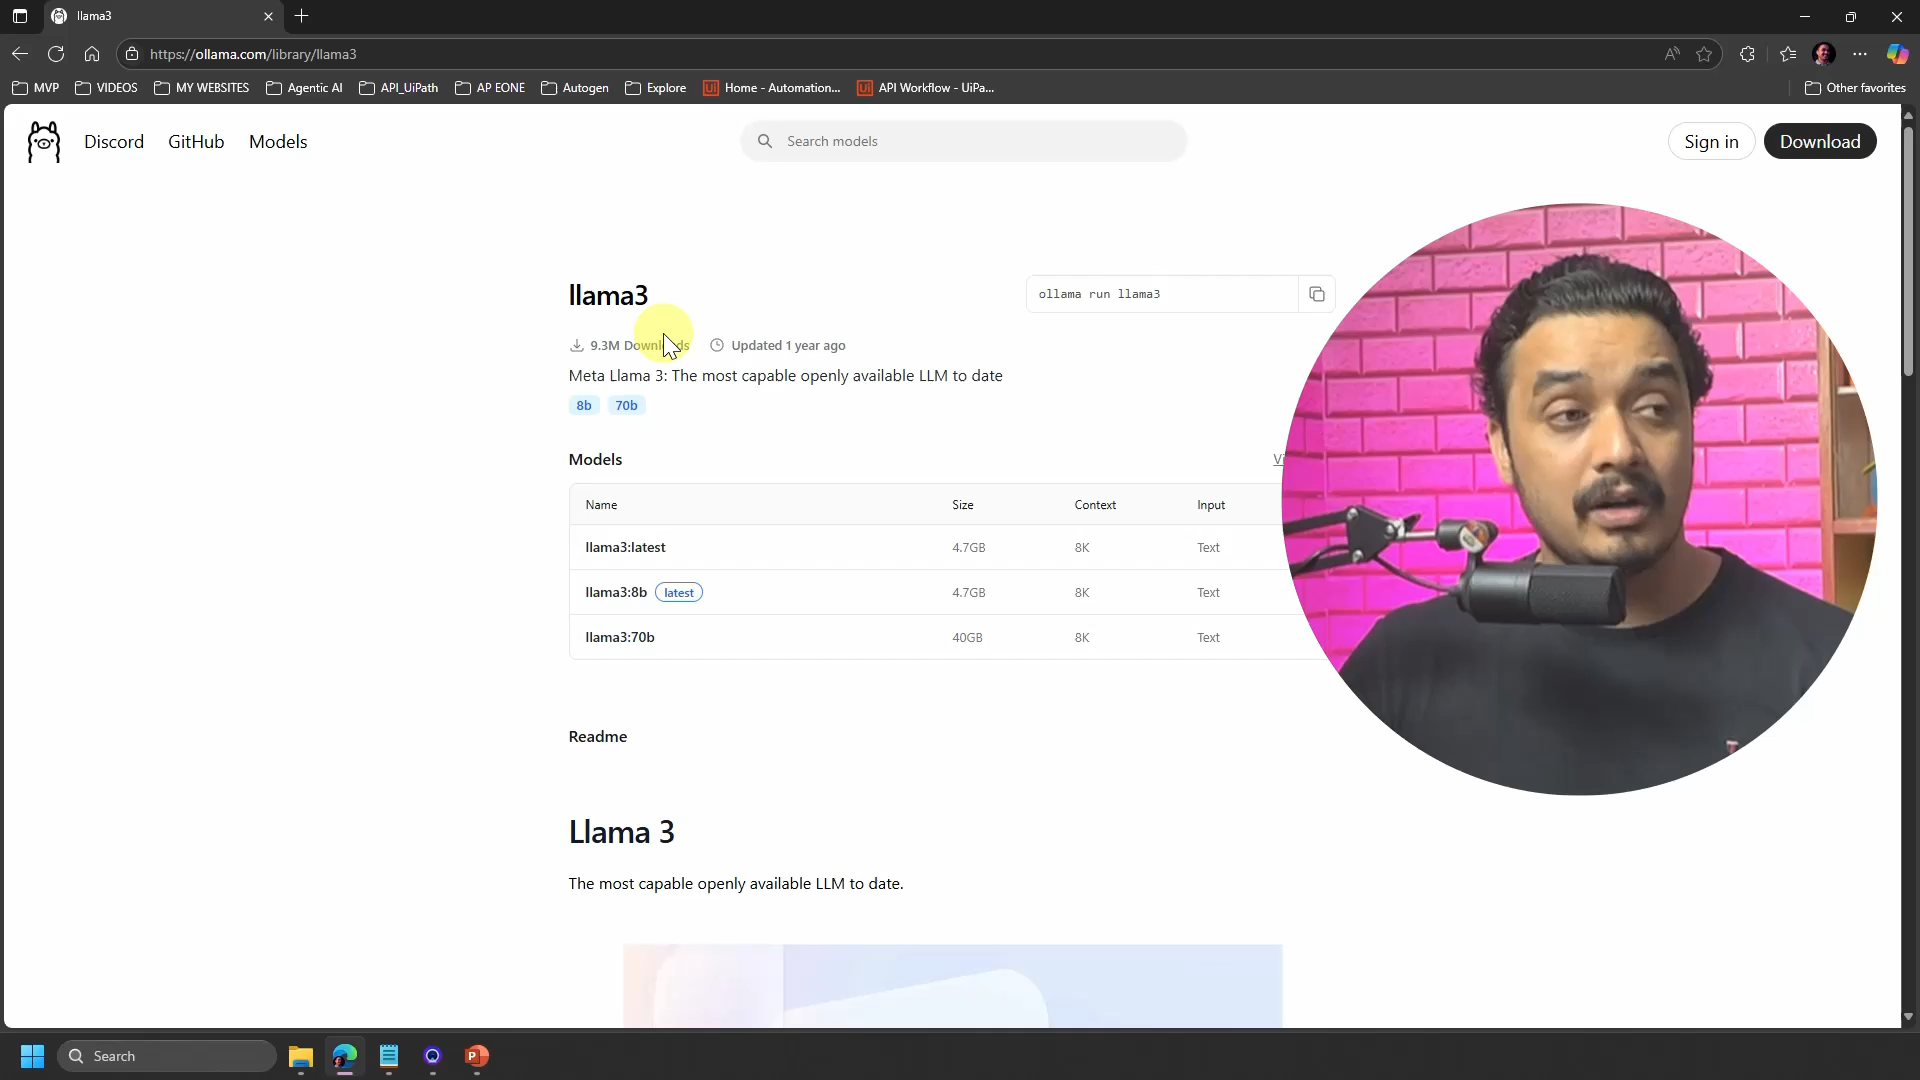 llama3
https://ollama.com/library/llama3
MVP VIDEOS MY WEBSITES Agentic AI API_UiPath AP EONE Autogen Explore Home - Automation... API Workflow - UiPa... Other favorites
Discord GitHub Models Search models Sign in Download
llama3 ollama run llama3
9.3M Downloads Updated 1 year ago
Meta Llama 3: The most capable openly available LLM to date
8b 70b
Models
Name Size Context Input
llama3:latest 4.7GB 8K Text
llama3:8b latest 4.7GB 8K Text
llama3:70b 40GB 8K Text
Readme
Llama 3
The most capable openly available LLM to date.
Search